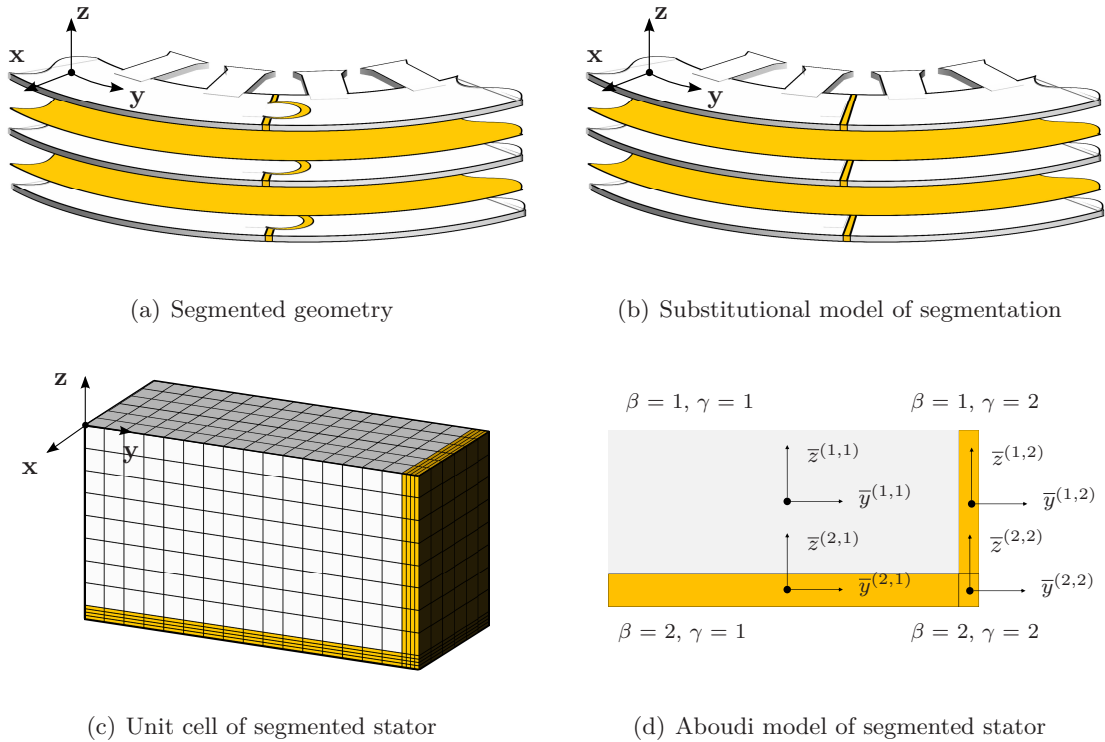 z
x
y
z
x
y
(a) Segmented geometry
(b) Substitutional model of segmentation
z
x
y
β = 1, γ = 1
β = 1, γ = 2
z̅^(1,1)
z̅^(1,2)
y̅^(1,1)
y̅^(1,2)
z̅^(2,1)
z̅^(2,2)
y̅^(2,1)
y̅^(2,2)
β = 2, γ = 1
β = 2, γ = 2
(c) Unit cell of segmented stator
(d) Aboudi model of segmented stator